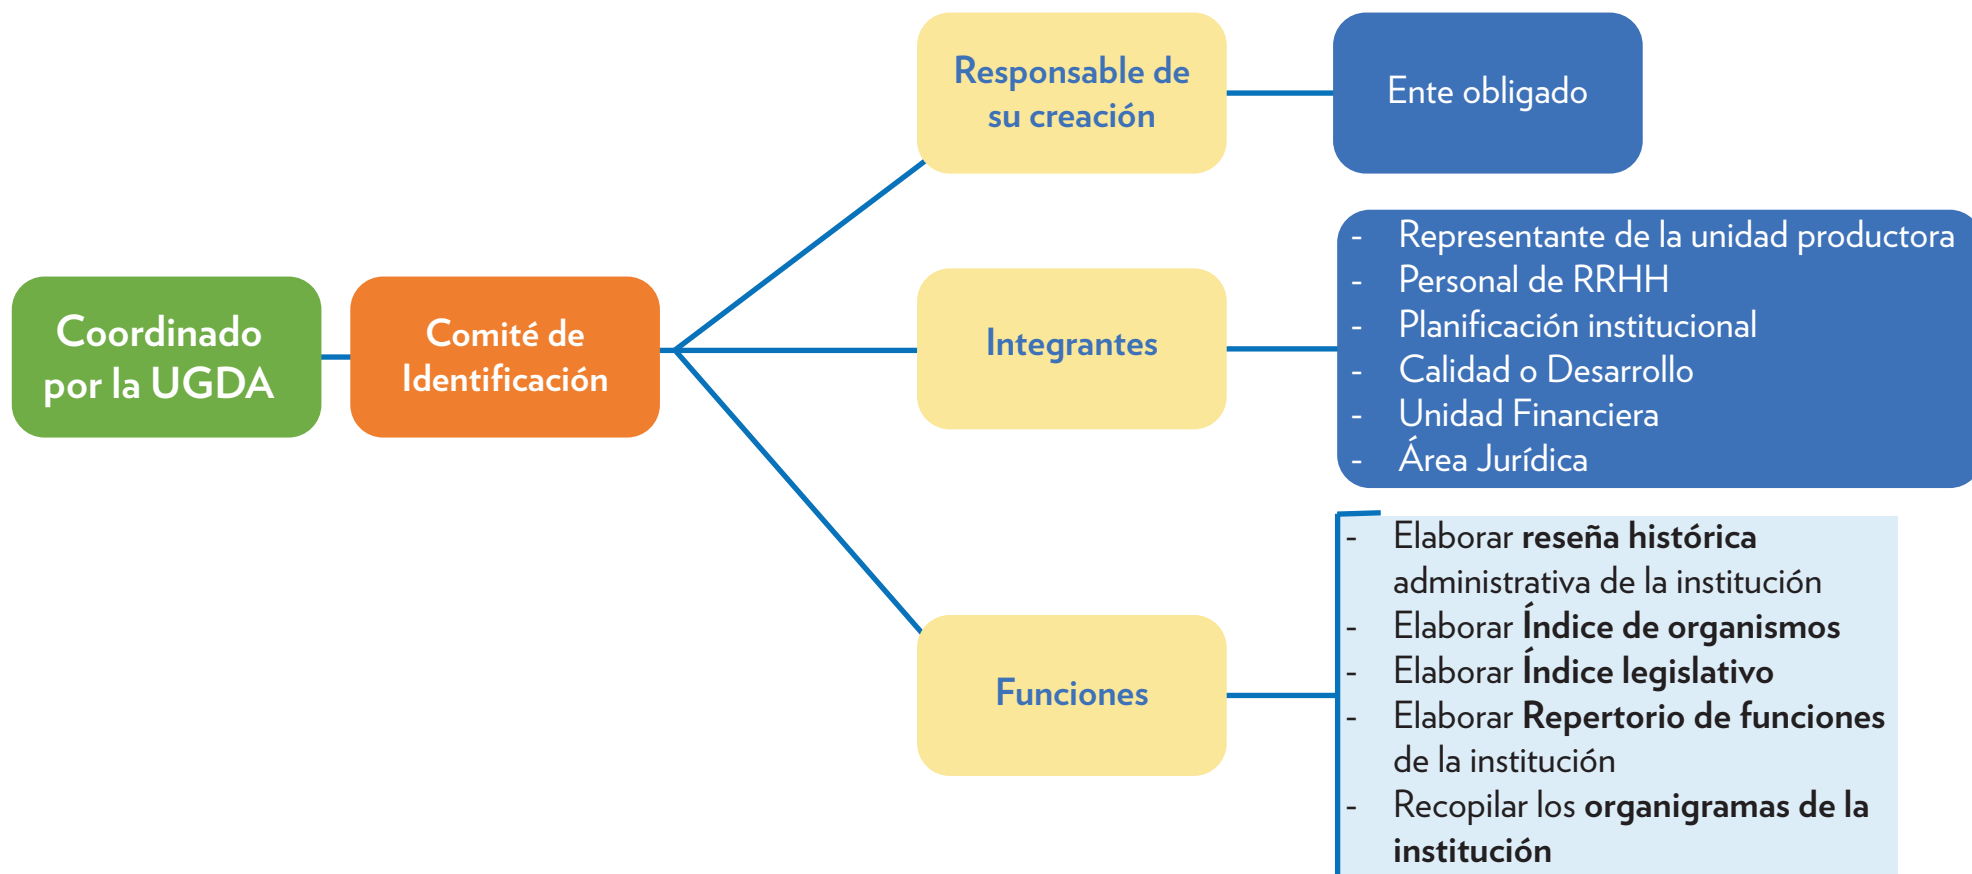 Coordinado
por la UGDA
Comité de
Identificación
Responsable de
su creación
Ente obligado
Integrantes
- Representante de la unidad productora
- Personal de RRHH
- Planificación institucional
- Calidad o Desarrollo
- Unidad Financiera
- Área Jurídica
Funciones
- Elaborar reseña histórica
administrativa de la institución
- Elaborar Índice de organismos
- Elaborar Índice legislativo
- Elaborar Repertorio de funciones
de la institución
- Recopilar los organigramas de la
institución